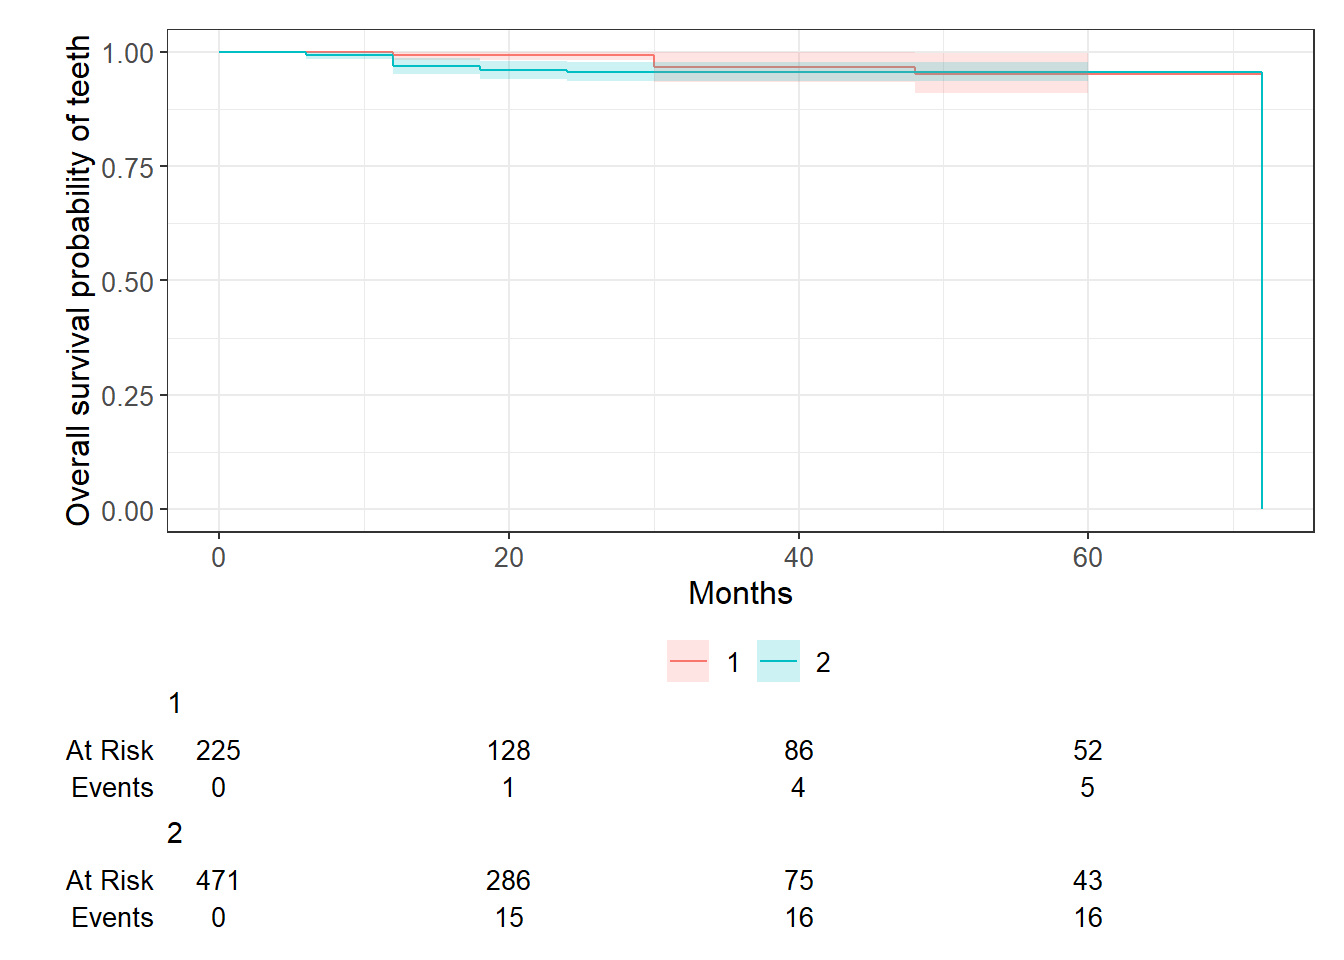 Overall survival probability of teeth
1.00
0.75
0.50
0.25
0.00
0 20 40 60
Months
1 2
1
At Risk 225 128 86 52
Events 0 1 4 5
2
At Risk 471 286 75 43
Events 0 15 16 16